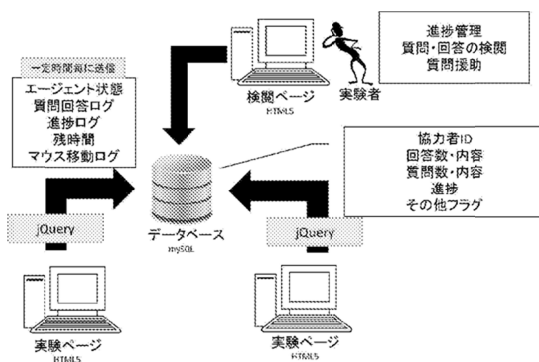 一定時間毎に送信
エージェント状態
質問回答ログ
進捗ログ
残時間
マウス移動ログ
検閲ページ
HTML5
実験者
進捗管理
質問・回答の検閲
質問援助
協力者ID
回答数・内容
質問数・内容
進捗
その他フラグ
jQuery
データベース
mySQL
jQuery
実験ページ
HTML5
実験ページ
HTML5